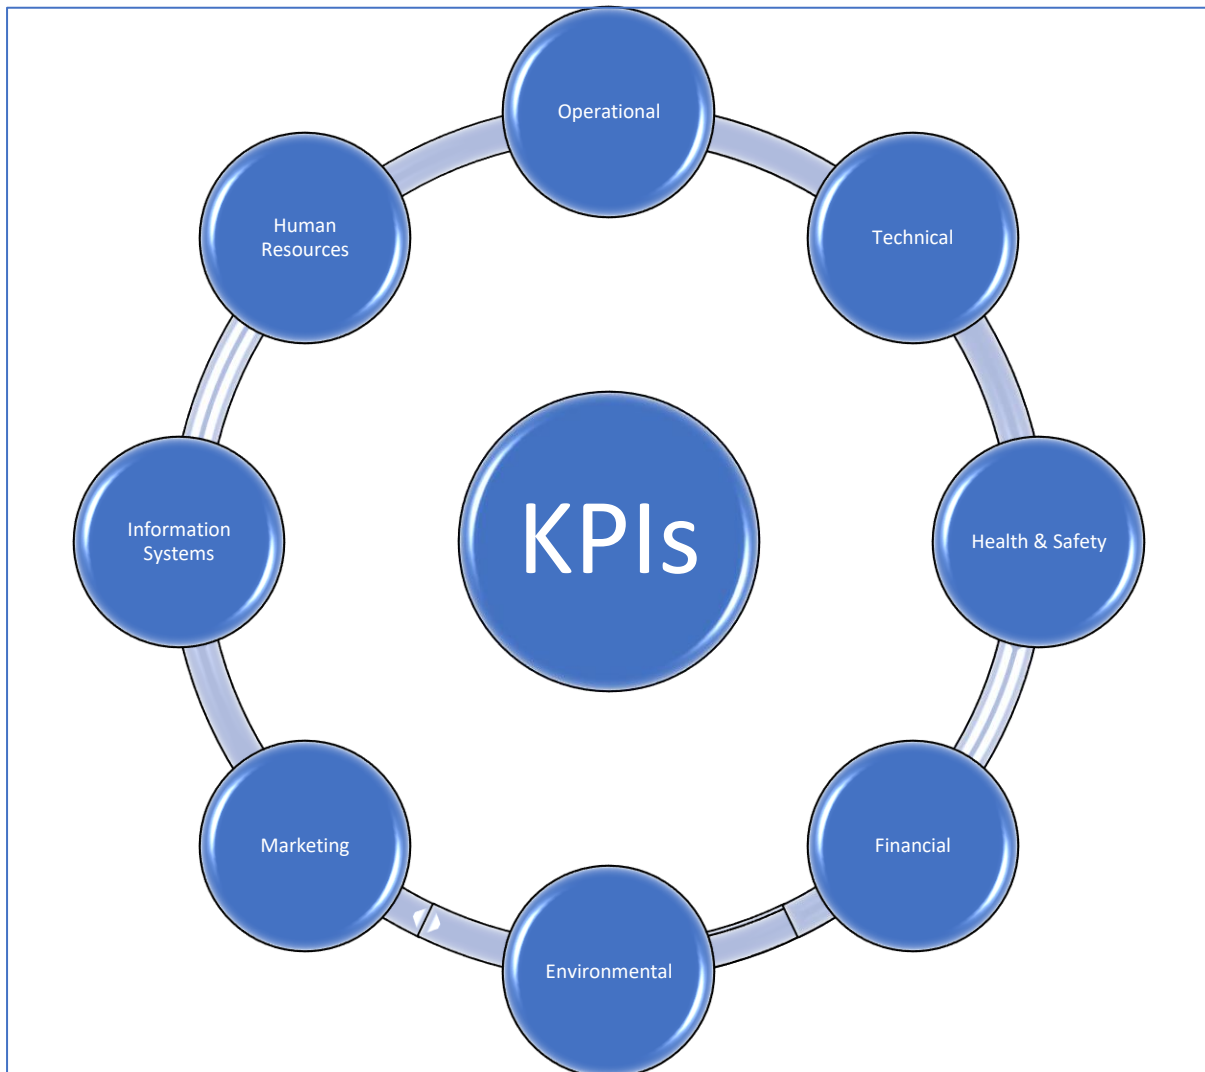 Operational
Technical
Health & Safety
Financial
Environmental
Marketing
Information
Systems
Human
Resources
KPIs